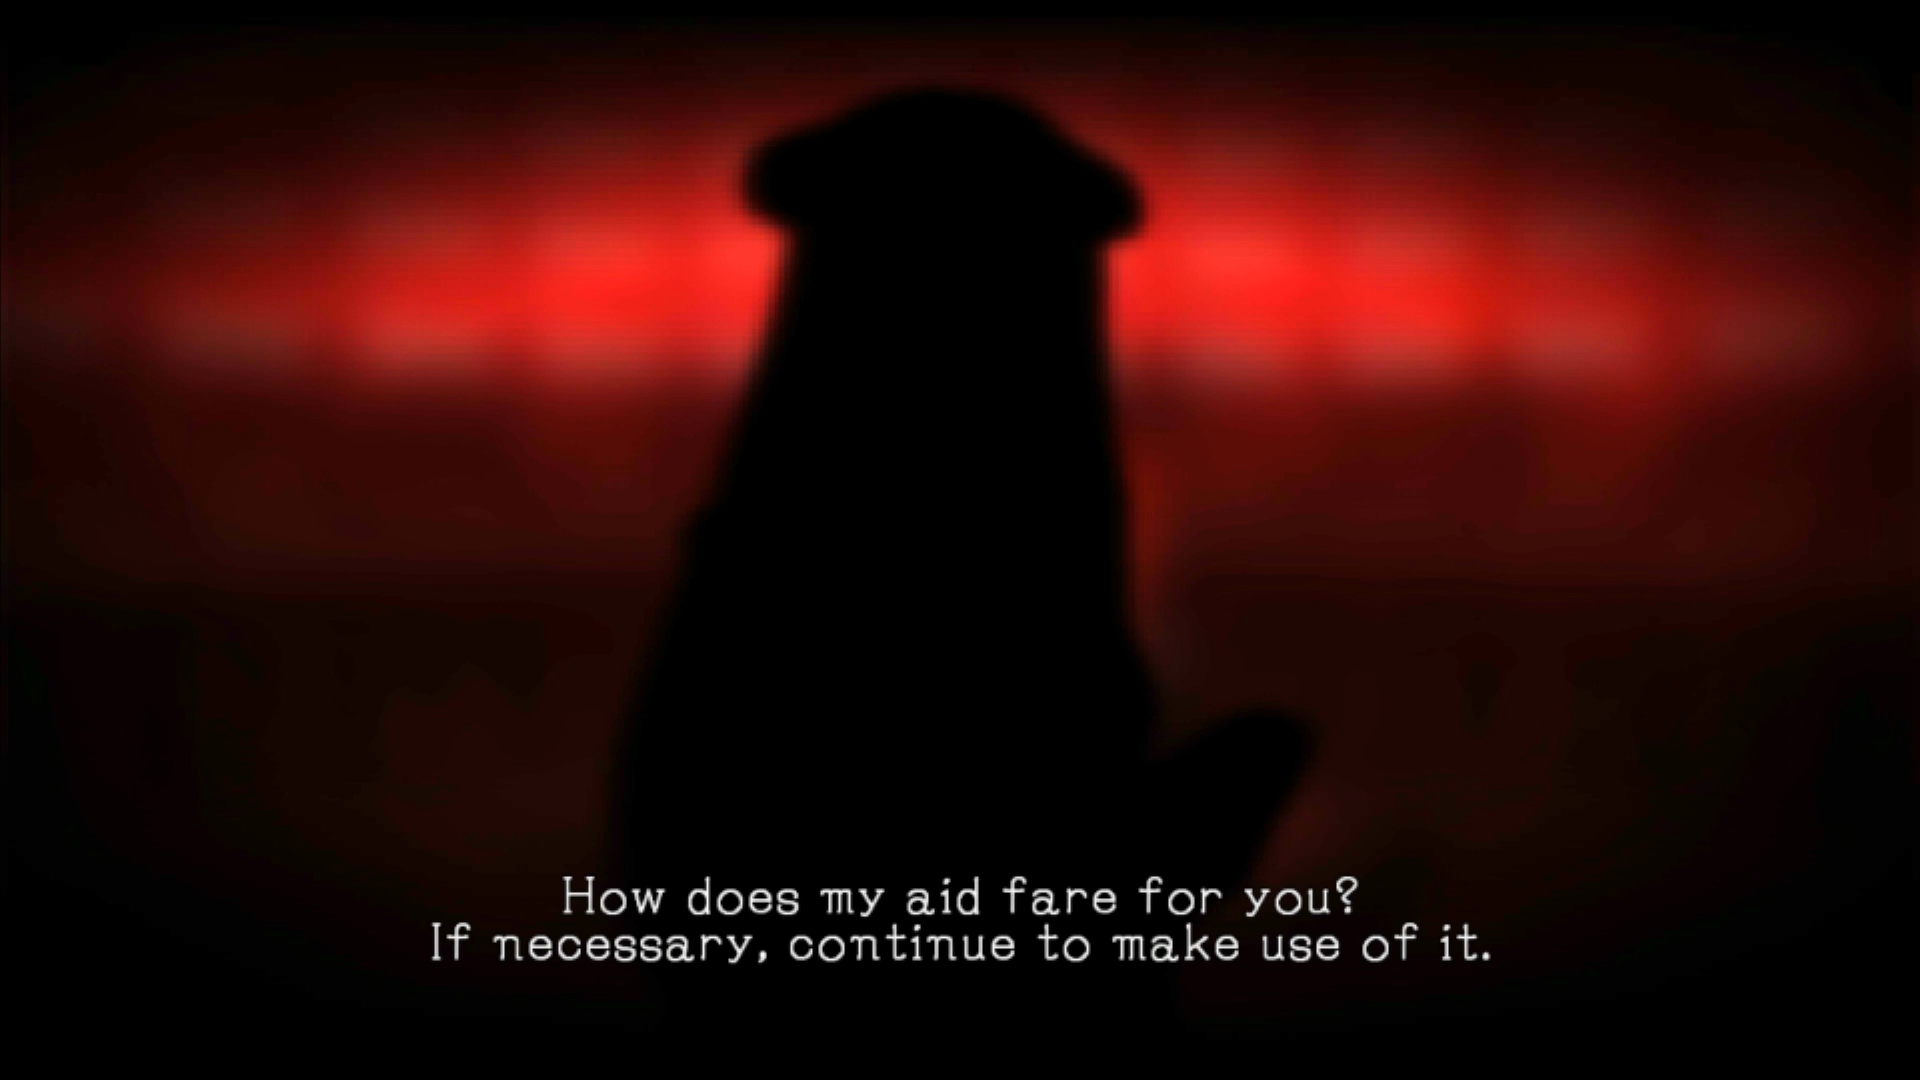 How does my aid fare for you?
If necessary, continue to make use of it.